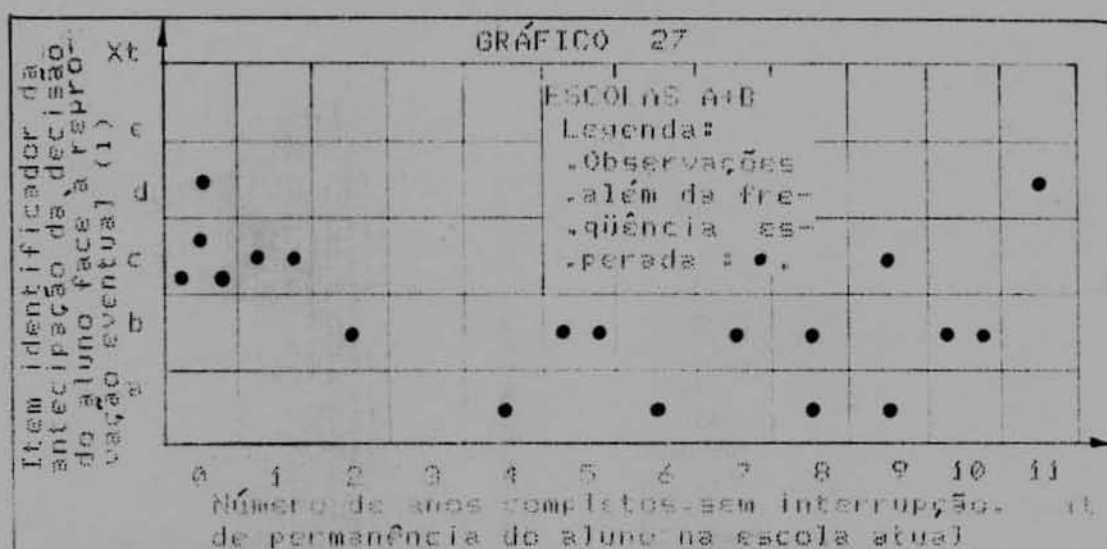 GRÁFICO 27
Item identificador da
antecipação da decisão
do aluno face à repro-
vação eventual (1)
Xt
e
d
c
b
a
ESCOLAS A+B
Legenda:
.Observações
.além da fre-
.qüência es-
.perada : ● .
0 1 2 3 4 5 6 7 8 9 10 11
Número de anos completos.sem interrupção.
de permanência do aluno na escola atual